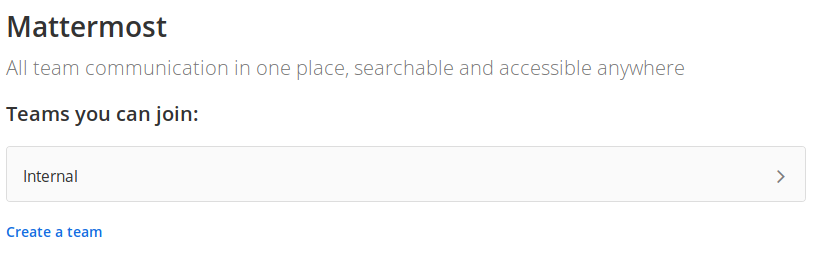 Mattermost
All team communication in one place, searchable and accessible anywhere
Teams you can join:
Internal
Create a team